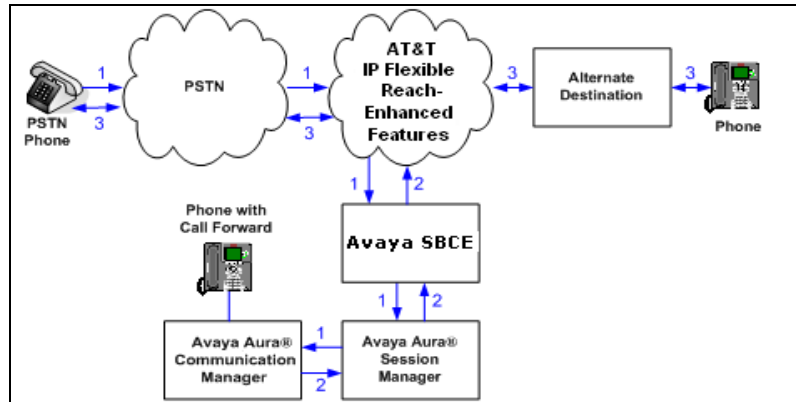 1
3
PSTN
Phone
PSTN
1
3
AT&T
IP Flexible
Reach-
Enhanced
Features
3
Alternate
Destination
3
Phone
1
2
Phone with
Call Forward
Avaya SBCE
1
2
Avaya Aura®
Communication
Manager
1
2
Avaya Aura®
Session
Manager